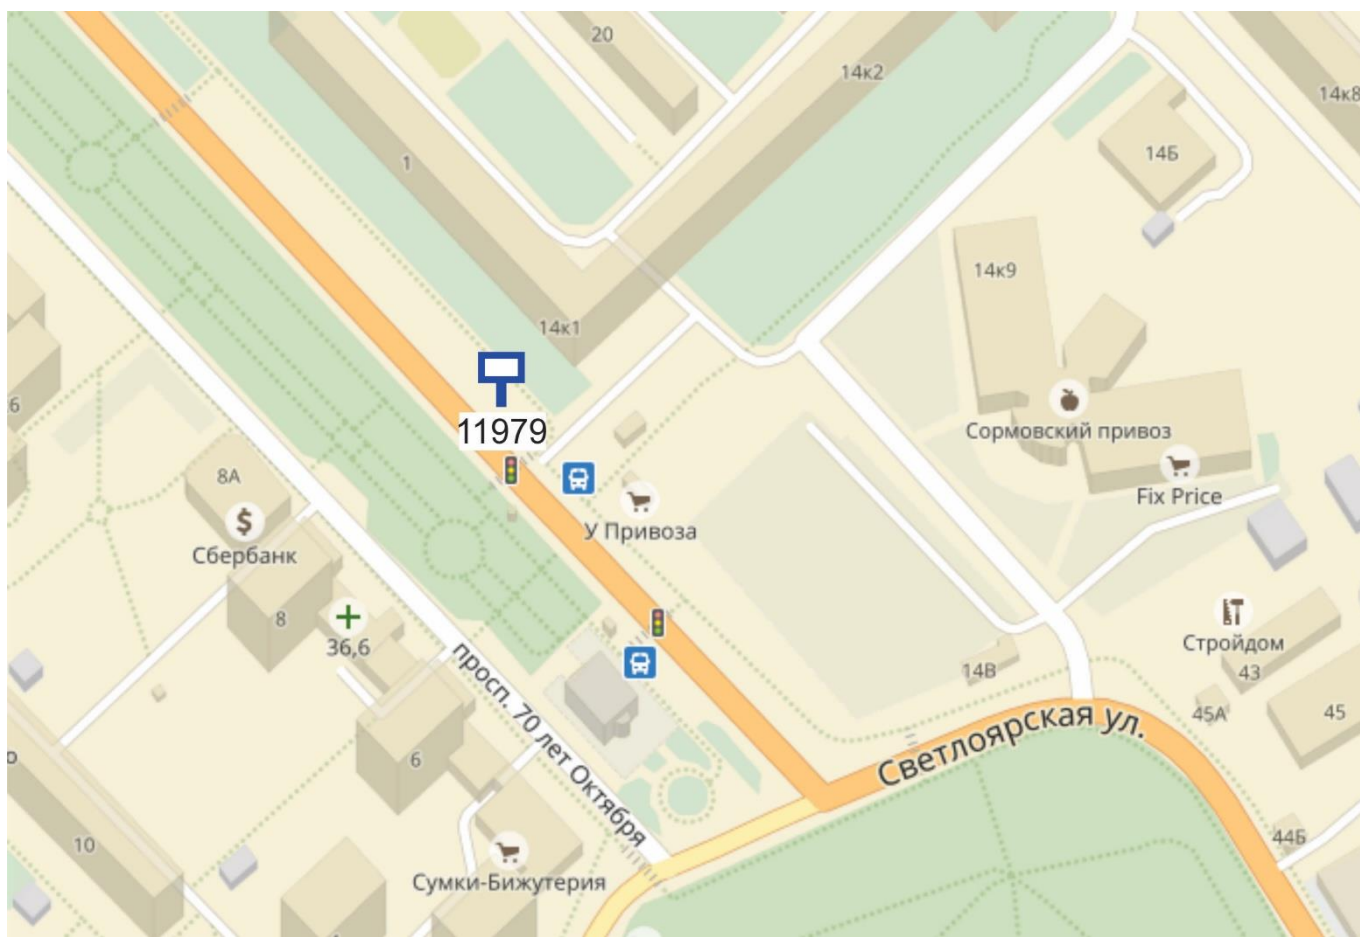 20
14к2
14к8
1
14Б
14к9
14к1
11979
Сормовский привоз
8А
Fix Price
У Привоза
Сбербанк
8
36,6
Стройдом
43
14В
просп. 70 лет Октября
45А
45
Светлоярская ул.
6
10
44Б
Сумки-Бижутерия